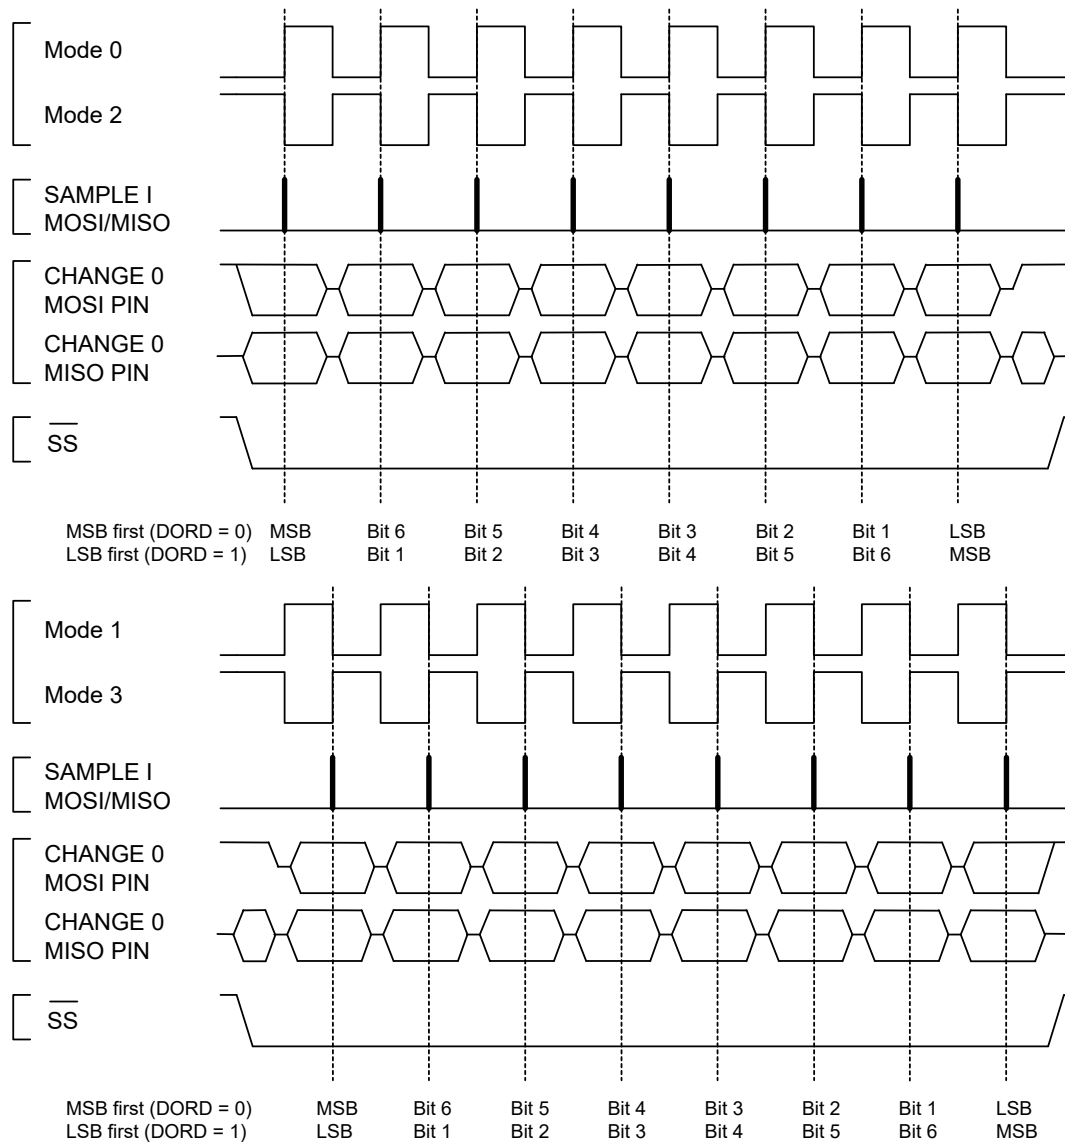 Mode 0
Mode 2
SAMPLE I
MOSI/MISO
CHANGE 0
MOSI PIN
CHANGE 0
MISO PIN
SS
MSB first (DORD = 0) MSB Bit 6 Bit 5 Bit 4 Bit 3 Bit 2 Bit 1 LSB
LSB first (DORD = 1) LSB Bit 1 Bit 2 Bit 3 Bit 4 Bit 5 Bit 6 MSB
Mode 1
Mode 3
SAMPLE I
MOSI/MISO
CHANGE 0
MOSI PIN
CHANGE 0
MISO PIN
SS
MSB first (DORD = 0) MSB Bit 6 Bit 5 Bit 4 Bit 3 Bit 2 Bit 1 LSB
LSB first (DORD = 1) LSB Bit 1 Bit 2 Bit 3 Bit 4 Bit 5 Bit 6 MSB